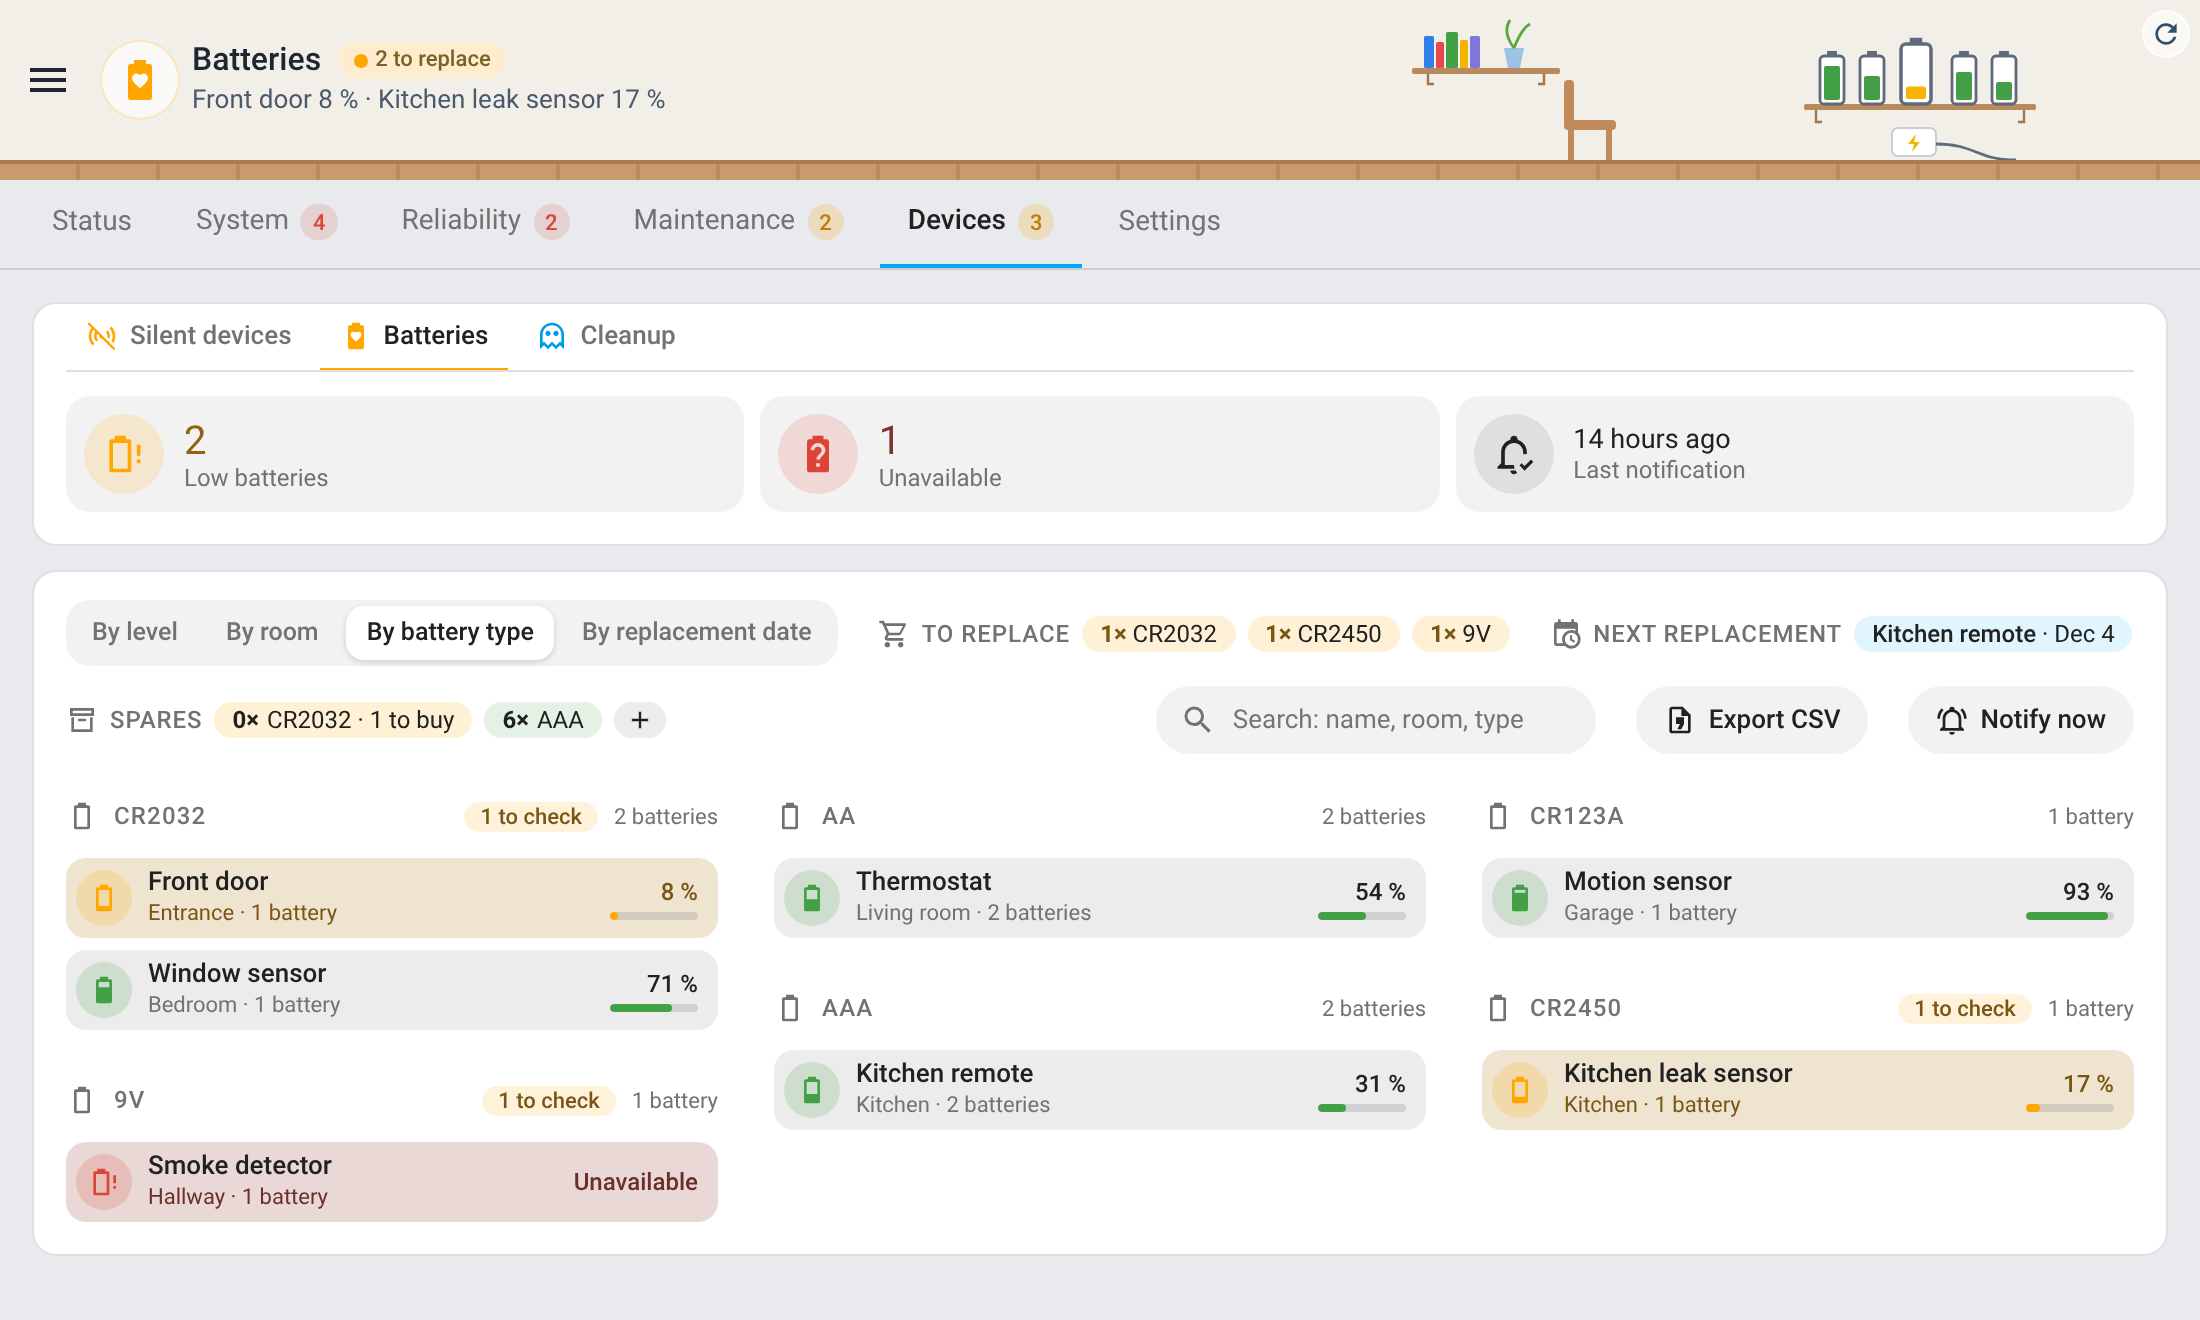 Batteries
2 to replace
Front door 8 % · Kitchen leak sensor 17 %
Status
System 4
Reliability 2
Maintenance 2
Devices 3
Settings
Silent devices
Batteries
Cleanup
2
Low batteries
1
Unavailable
14 hours ago
Last notification
By level
By room
By battery type
By replacement date
TO REPLACE 1× CR2032 1× CR2450 1× 9V
NEXT REPLACEMENT Kitchen remote · Dec 4
SPARES 0× CR2032 · 1 to buy 6× AAA +
Search: name, room, type
Export CSV
Notify now
CR2032 1 to check 2 batteries
Front door
Entrance · 1 battery
8 %
Window sensor
Bedroom · 1 battery
71 %
9V 1 to check 1 battery
Smoke detector
Hallway · 1 battery
Unavailable
AA 2 batteries
Thermostat
Living room · 2 batteries
54 %
AAA 2 batteries
Kitchen remote
Kitchen · 2 batteries
31 %
CR123A 1 battery
Motion sensor
Garage · 1 battery
93 %
CR2450 1 to check 1 battery
Kitchen leak sensor
Kitchen · 1 battery
17 %